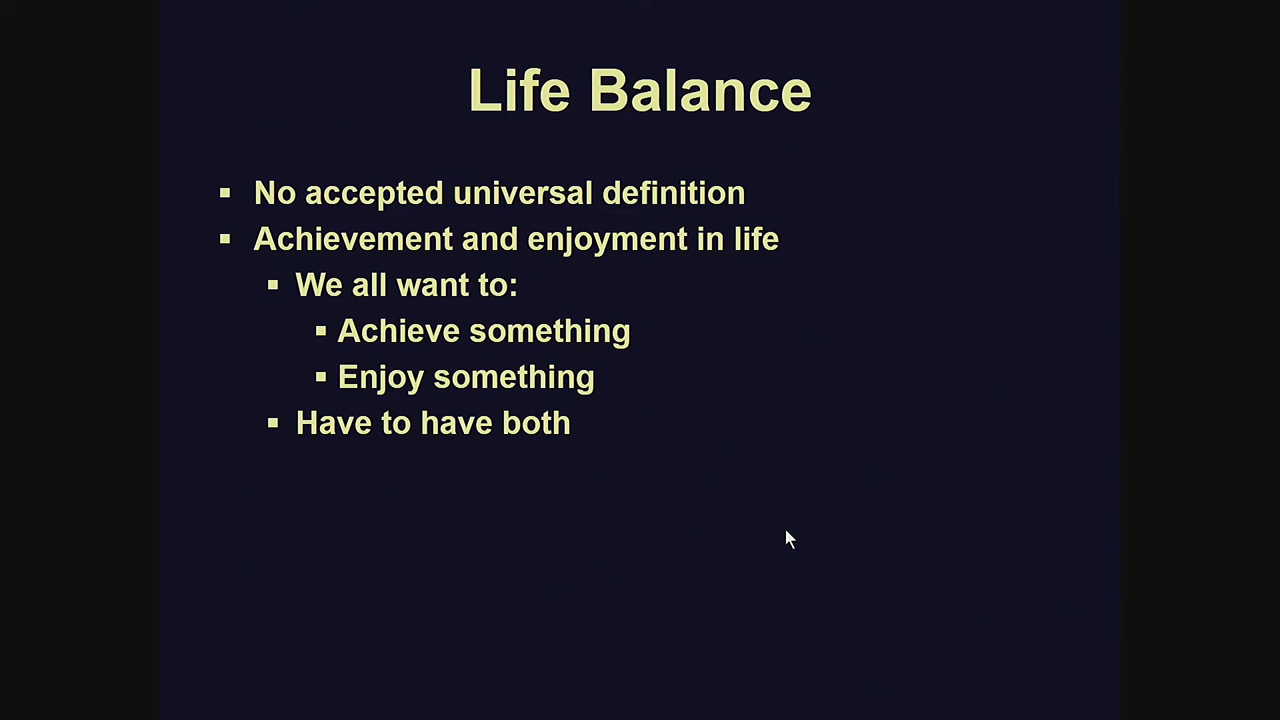 Life Balance
▪ No accepted universal definition
▪ Achievement and enjoyment in life
▪ We all want to:
▪ Achieve something
▪ Enjoy something
▪ Have to have both